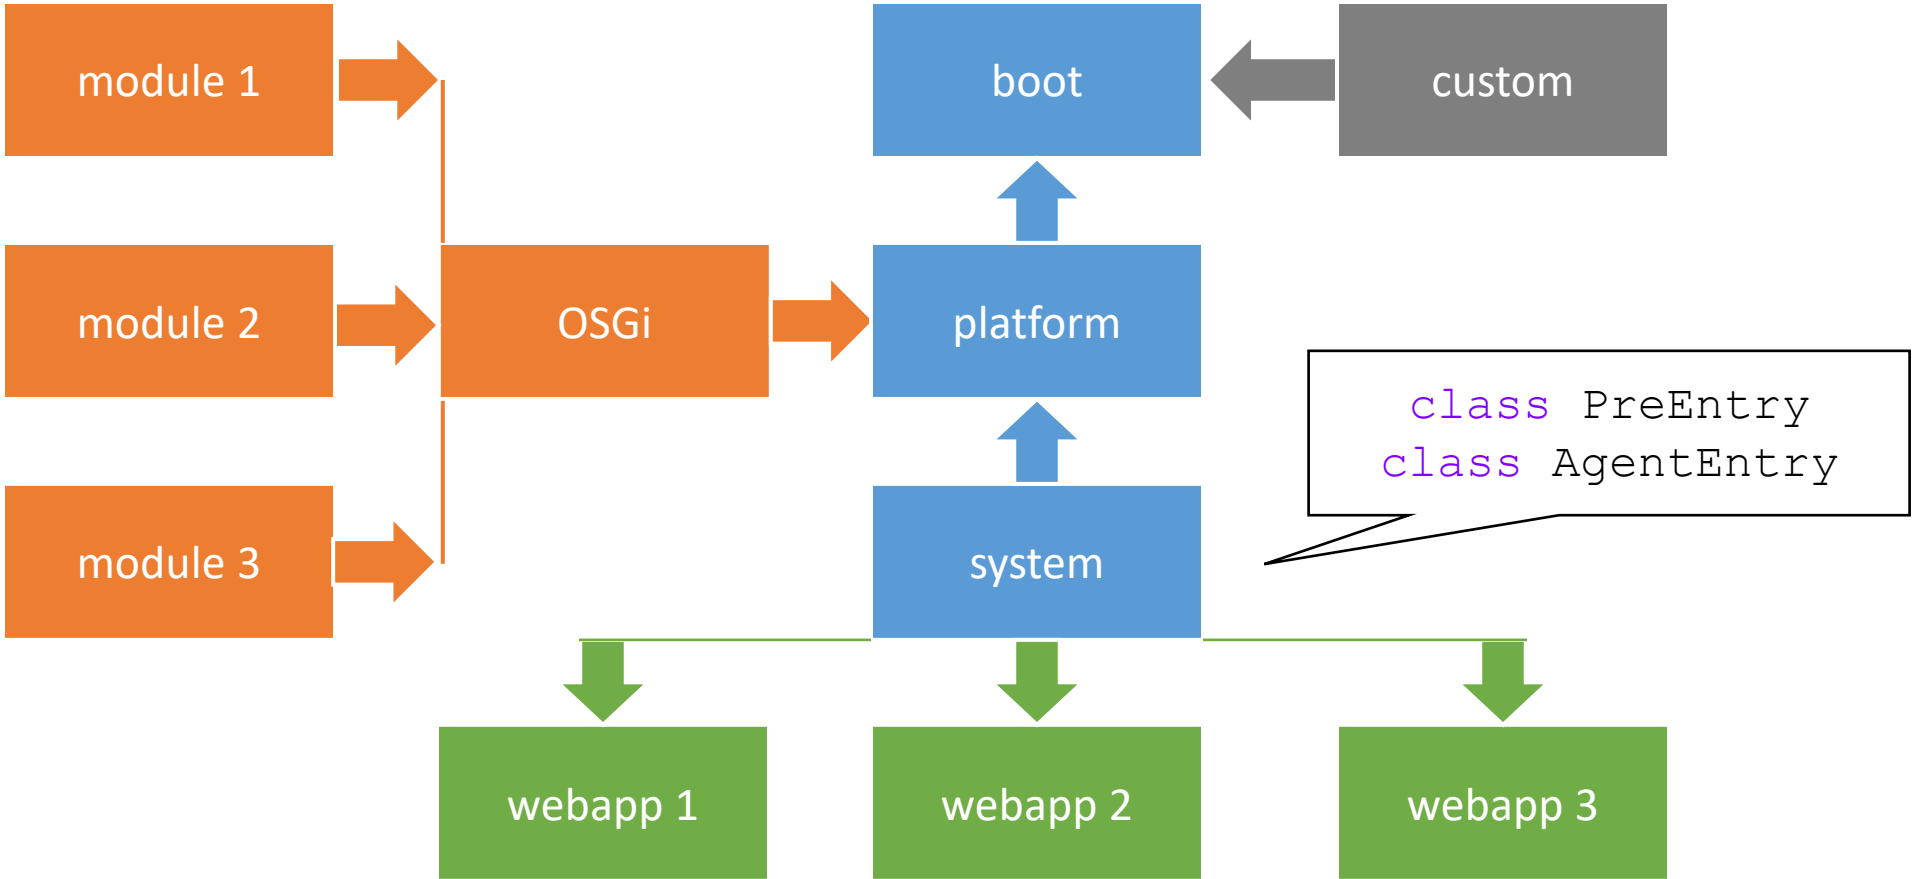 module 1
boot
custom
module 2
OSGi
platform
class PreEntry
class AgentEntry
module 3
system
webapp 1
webapp 2
webapp 3